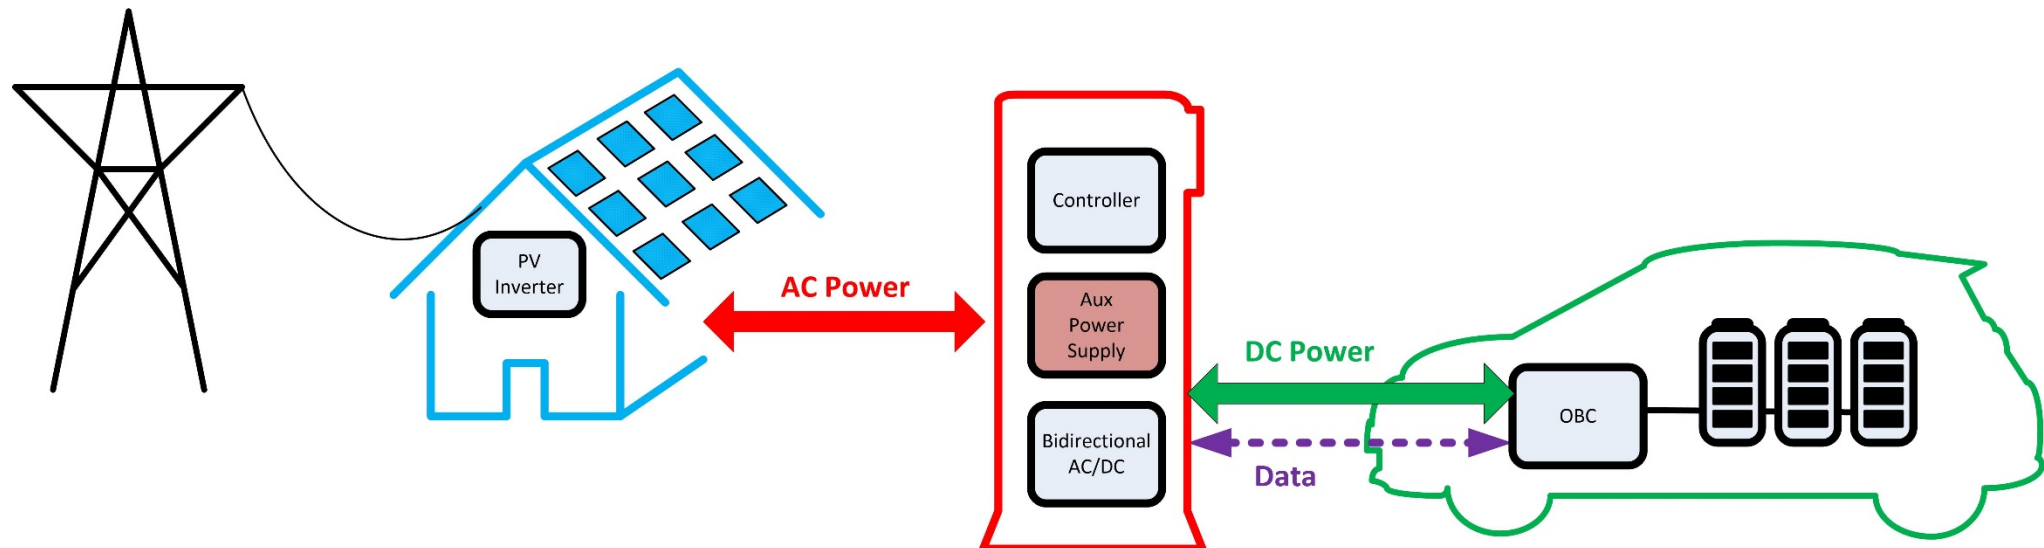 PV
Inverter
AC Power
Controller
Aux
Power
Supply
Bidirectional
AC/DC
DC Power
Data
OBC